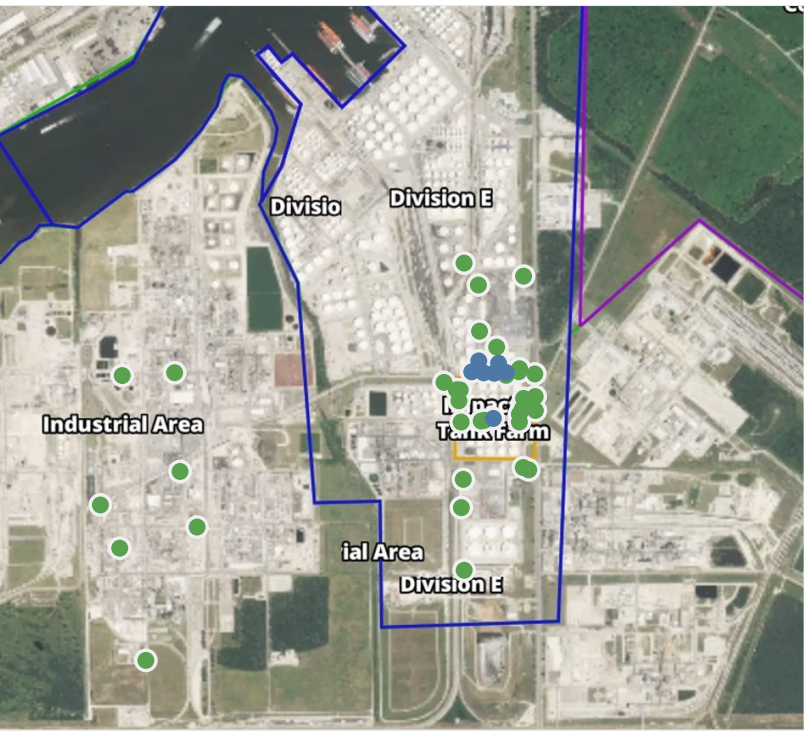 Divisio
Division E
Industrial Area
Tank Farm
ial Area
Division E